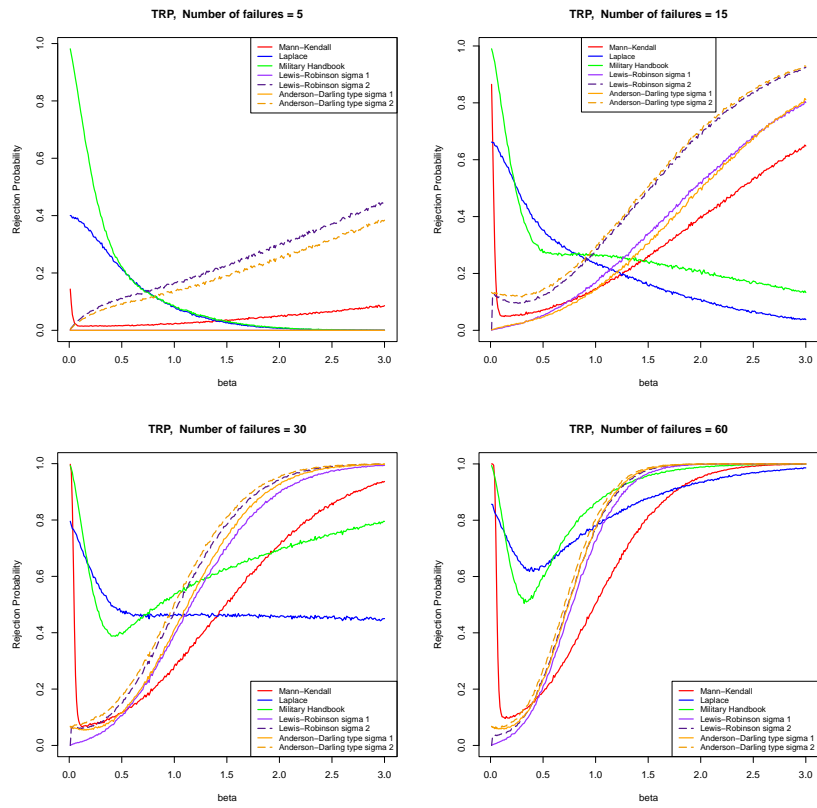 TRP,  Number of failures = 5
Rejection Probability
1.0
0.8
0.6
0.4
0.2
0.0
Mann−Kendall
Laplace
Military Handbook
Lewis−Robinson sigma 1
Lewis−Robinson sigma 2
Anderson−Darling type sigma 1
Anderson−Darling type sigma 2
0.0 0.5 1.0 1.5 2.0 2.5 3.0
beta
TRP,  Number of failures = 15
Rejection Probability
1.0
0.8
0.6
0.4
0.2
0.0
Mann−Kendall
Laplace
Military Handbook
Lewis−Robinson sigma 1
Lewis−Robinson sigma 2
Anderson−Darling type sigma 1
Anderson−Darling type sigma 2
0.0 0.5 1.0 1.5 2.0 2.5 3.0
beta
TRP,  Number of failures = 30
Rejection Probability
1.0
0.8
0.6
0.4
0.2
0.0
Mann−Kendall
Laplace
Military Handbook
Lewis−Robinson sigma 1
Lewis−Robinson sigma 2
Anderson−Darling type sigma 1
Anderson−Darling type sigma 2
0.0 0.5 1.0 1.5 2.0 2.5 3.0
beta
TRP,  Number of failures = 60
Rejection Probability
1.0
0.8
0.6
0.4
0.2
0.0
Mann−Kendall
Laplace
Military Handbook
Lewis−Robinson sigma 1
Lewis−Robinson sigma 2
Anderson−Darling type sigma 1
Anderson−Darling type sigma 2
0.0 0.5 1.0 1.5 2.0 2.5 3.0
beta